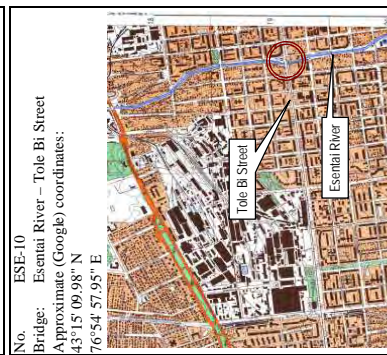 No. ESE-10
Bridge: Esentai River – Tole Bi Street
Approximate (Google) coordinates:
43°15' 09.98" N
76°54' 57.95" E
Tole Bi Street
Esentai River